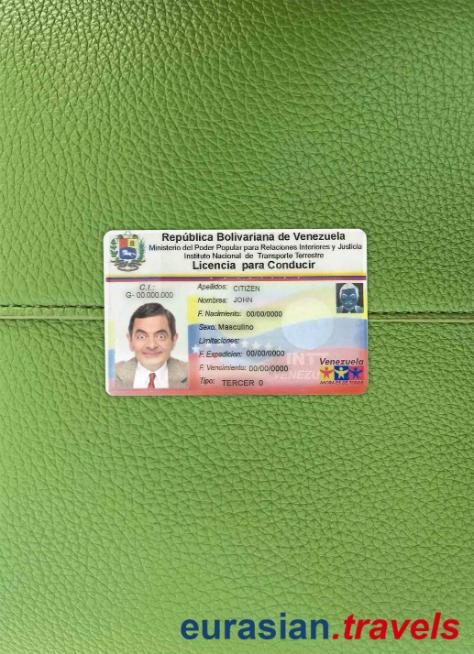 República Bolivariana de Venezuela
Ministerio del Poder Popular para Relaciones Interiores y Justicia
Instituto Nacional de Transporte Terrestre
Licencia para Conducir
C.I.:
G- 00.000.000
Apellidos: CITIZEN
Nombres: JOHN
F. Nacimiento: 00/00/0000
Sexo: Masculino
Limitaciones:
F. Expedicion: 00/00/0000
F. Vencimiento: 00/00/0000
Tipo: TERCER 0
INT
VENEZU
Venezuela
AHORA ES DE TODOS
eurasian.travels